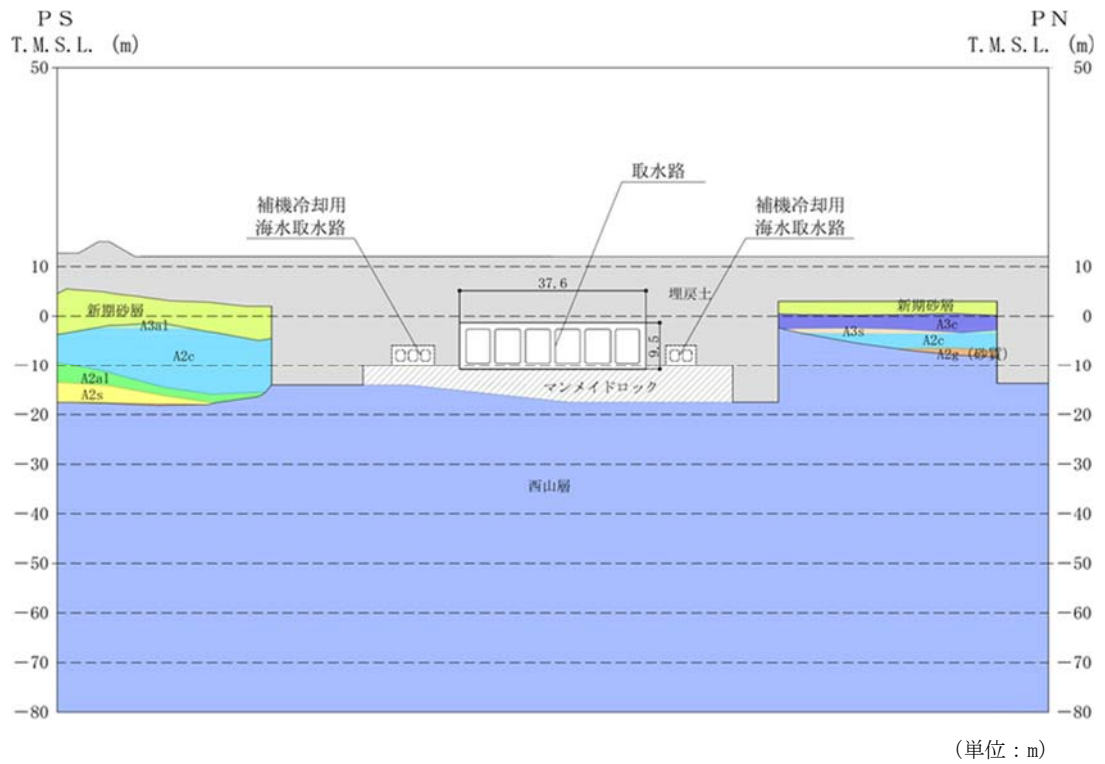 PS
T.M.S.L. (m)
PN
T.M.S.L. (m)
50
50
取水路
補機冷却用
海水取水路
補機冷却用
海水取水路
10
10
37.6
埋戻土
新期砂層
新期砂層
0
0
A3a1
A3c
A3s
9.5
A2c
A2c
A2g (砂質)
-10
-10
A2a1
マンメイドロック
A2s
-20
-20
-30
-30
西山層
-40
-40
-50
-50
-60
-60
-70
-70
-80
-80
(単位：m)